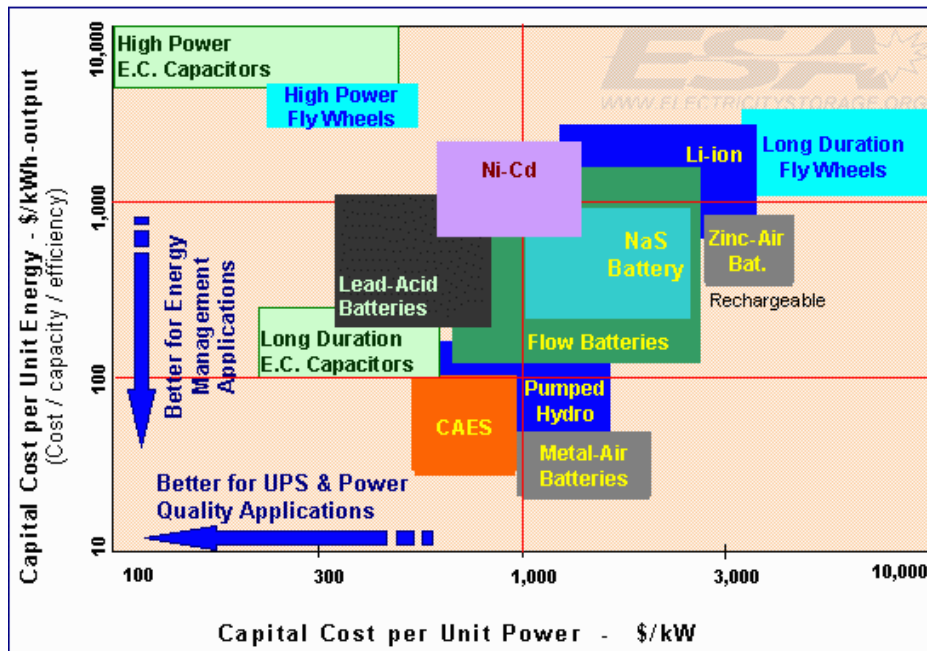 ESA
WWW.ELECTRICITYSTORAGE.ORG
High Power
E.C. Capacitors
High Power
Fly Wheels
Li-ion
Long Duration
Fly Wheels
Ni-Cd
NaS
Battery
Zinc-Air
Bat.
Rechargeable
Lead-Acid
Batteries
Flow Batteries
Long Duration
E.C. Capacitors
Pumped
Hydro
CAES
Metal-Air
Batteries
Better for Energy
Management
Applications
Better for UPS & Power
Quality Applications
Capital Cost per Unit Energy - $/kWh-output
(Cost / capacity / efficiency)
10,000
1,000
100
10
100
300
1,000
3,000
10,000
Capital Cost per Unit Power - $/kW